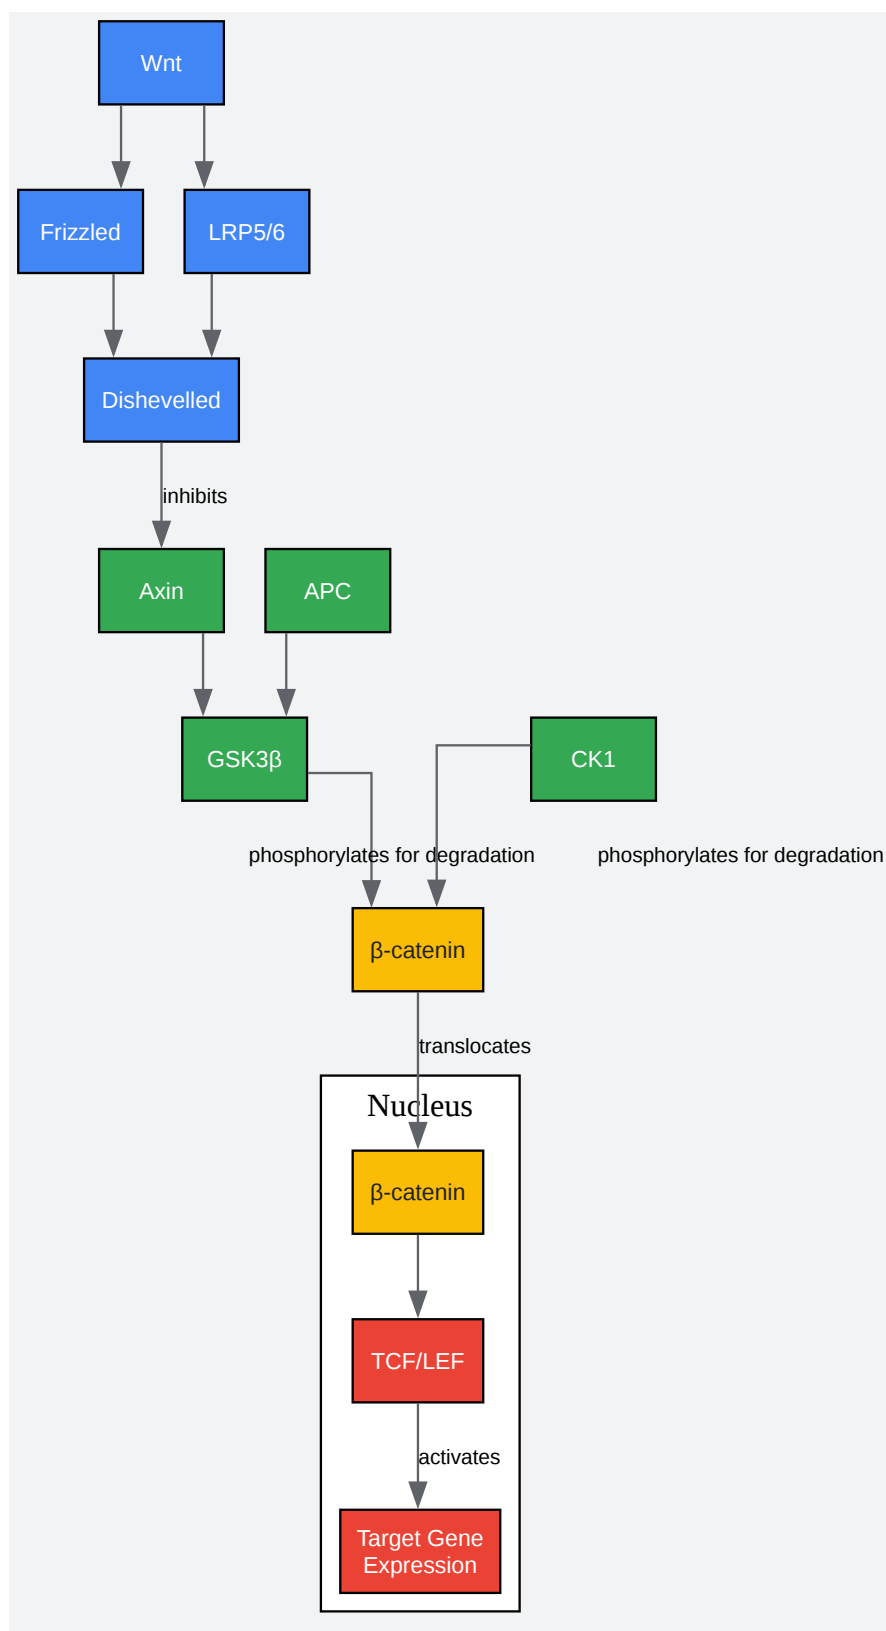 Wnt
Frizzled
LRP5/6
Dishevelled
inhibits
Axin
APC
GSK3β
CK1
phosphorylates for degradation
phosphorylates for degradation
β-catenin
translocates
Nucleus
β-catenin
TCF/LEF
activates
Target Gene
Expression